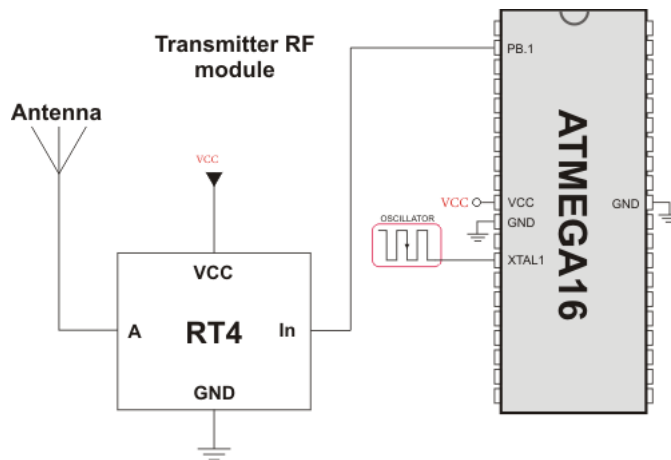 Transmitter RF
module
Antenna
VCC
VCC
RT4
A
In
GND
PB.1
VCC
VCC
GND
GND
OSCILLATOR
XTAL1
ATMEGA16